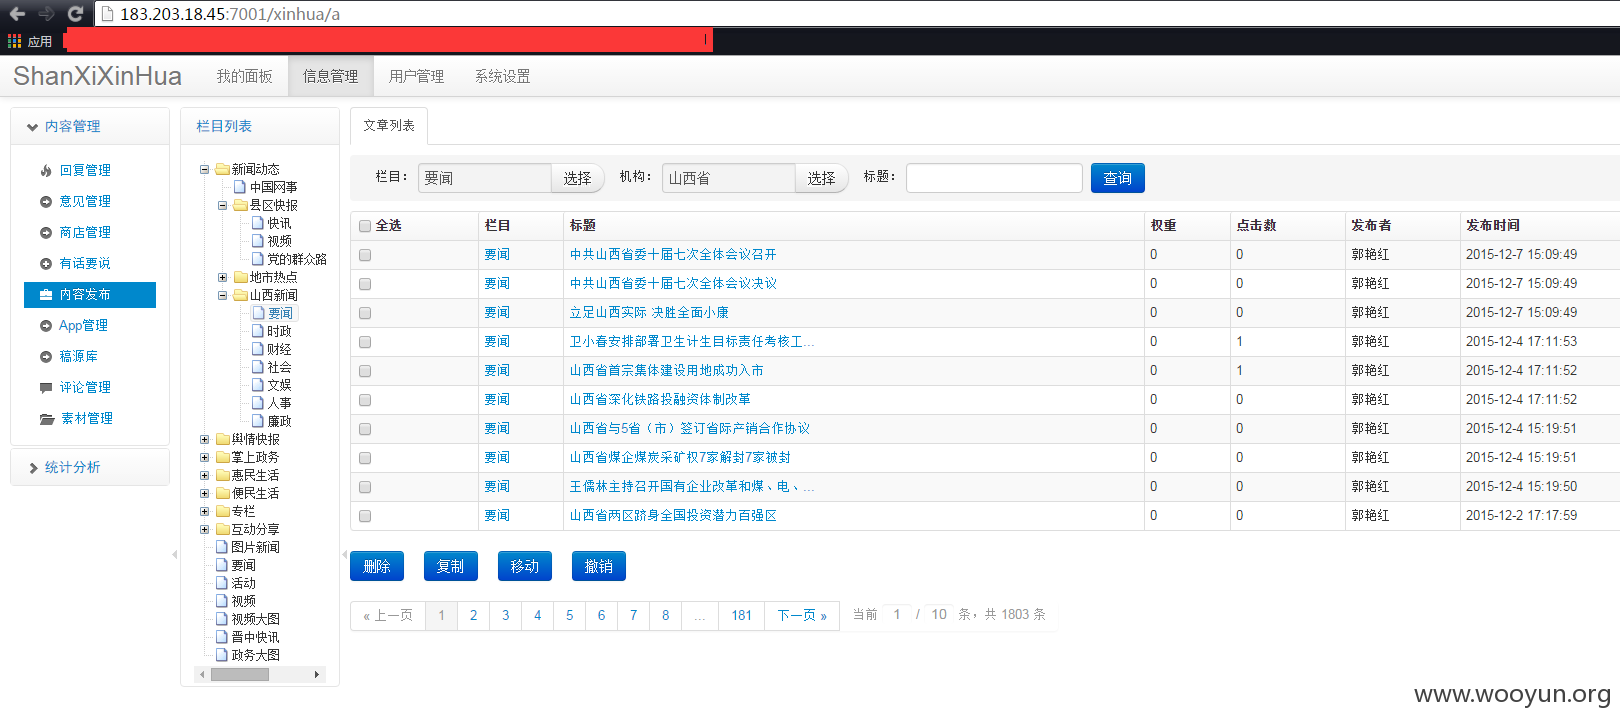 183.203.18.45:7001/xinhua/a
应用
ShanXiXinHua 我的面板 信息管理 用户管理 系统设置
内容管理
回复管理
意见管理
商店管理
有话要说
内容发布
App管理
稿源库
评论管理
素材管理
统计分析
栏目列表
新闻动态
中国网事
县区快报
快讯
视频
党的群众路
地市热点
山西新闻
要闻
时政
财经
社会
文娱
人事
廉政
舆情快报
掌上政务
惠民生活
便民生活
专栏
互动分享
图片新闻
要闻
活动
视频
视频大图
晋中快讯
政务大图
文章列表
栏目： 要闻 选择 机构： 山西省 选择 标题： 查询
全选 栏目 标题 权重 点击数 发布者 发布时间
要闻 中共山西省委十届七次全体会议召开 0 0 郭艳红 2015-12-7 15:09:49
要闻 中共山西省委十届七次全体会议决议 0 0 郭艳红 2015-12-7 15:09:49
要闻 立足山西实际 决胜全面小康 0 0 郭艳红 2015-12-7 15:09:49
要闻 卫小春安排部署卫生计生目标责任考核工... 0 1 郭艳红 2015-12-4 17:11:53
要闻 山西省首宗集体建设用地成功入市 0 1 郭艳红 2015-12-4 17:11:52
要闻 山西省深化铁路投融资体制改革 0 0 郭艳红 2015-12-4 17:11:52
要闻 山西省与5省（市）签订省际产销合作协议 0 0 郭艳红 2015-12-4 15:19:51
要闻 山西省煤企煤炭采矿权7家解封7家被封 0 0 郭艳红 2015-12-4 15:19:51
要闻 王儒林主持召开国有企业改革和煤、电、... 0 0 郭艳红 2015-12-4 15:19:50
要闻 山西省两区跻身全国投资潜力百强区 0 0 郭艳红 2015-12-2 17:17:59
删除 复制 移动 撤销
« 上一页 1 2 3 4 5 6 7 8 ... 181 下一页 » 当前 1 / 10 条，共 1803 条
www.wooyun.org